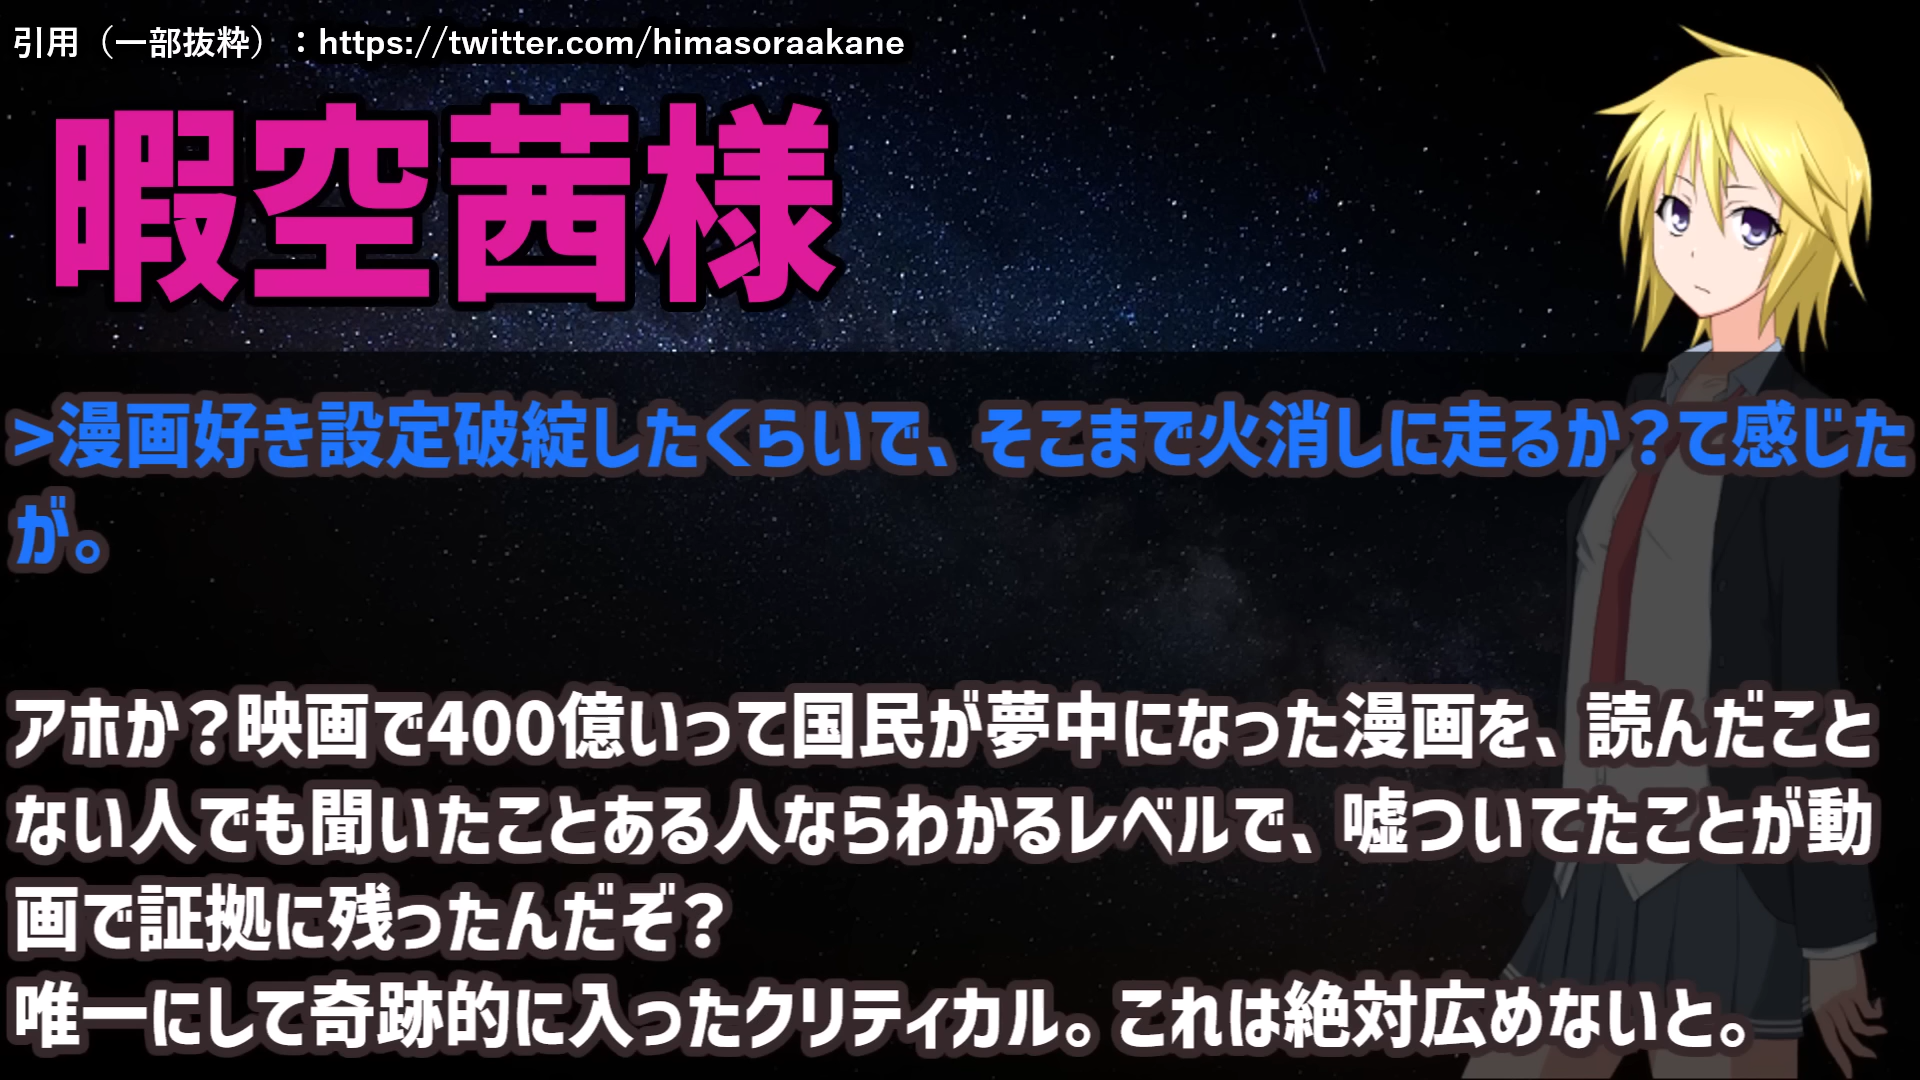 引用（一部抜粋）：https://twitter.com/himasoraakane
暇空茜様
>漫画好き設定破綻したくらいで、そこまで火消しに走るか？て感じた
が。
アホか？映画で400億いって国民が夢中になった漫画を、読んだこと
ない人でも聞いたことある人ならわかるレベルで、嘘ついてたことが動
画で証拠に残ったんだぞ？
唯一にして奇跡的に入ったクリティカル。これは絶対広めないと。